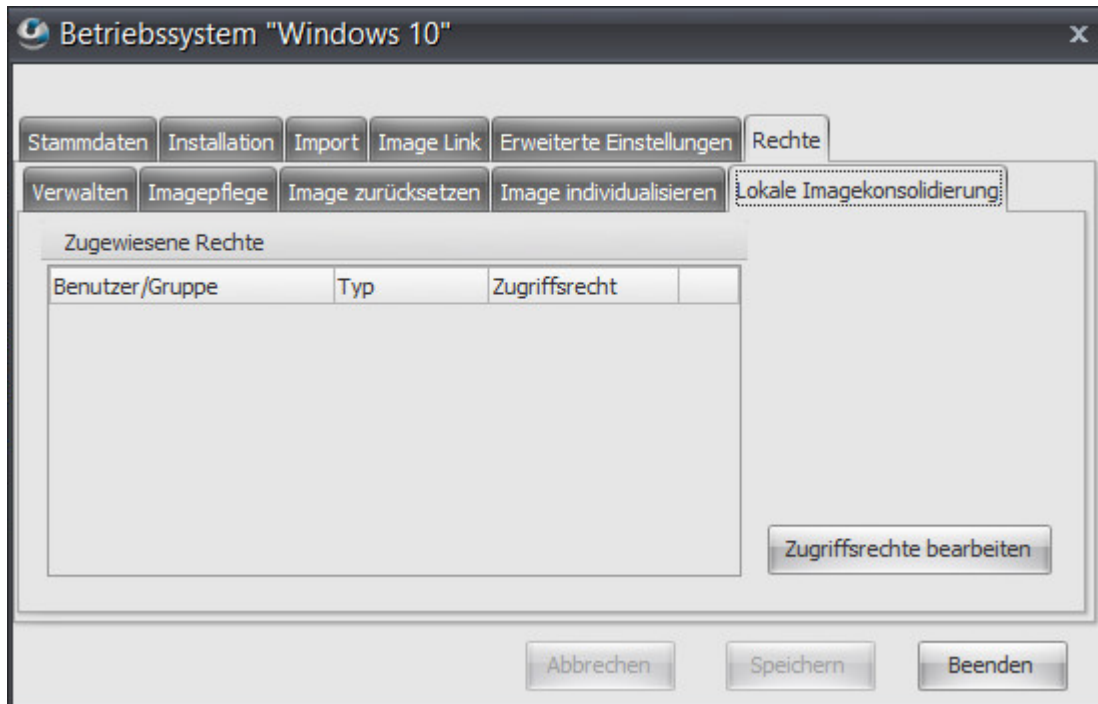 Betriebssystem "Windows 10" x
Stammdaten Installation Import Image Link Erweiterte Einstellungen Rechte
Verwalten Imagepflege Image zurücksetzen Image individualisieren Lokale Imagekonsolidierung
Zugewiesene Rechte
Benutzer/Gruppe Typ Zugriffsrecht
Zugriffsrechte bearbeiten
Abbrechen Speichern Beenden